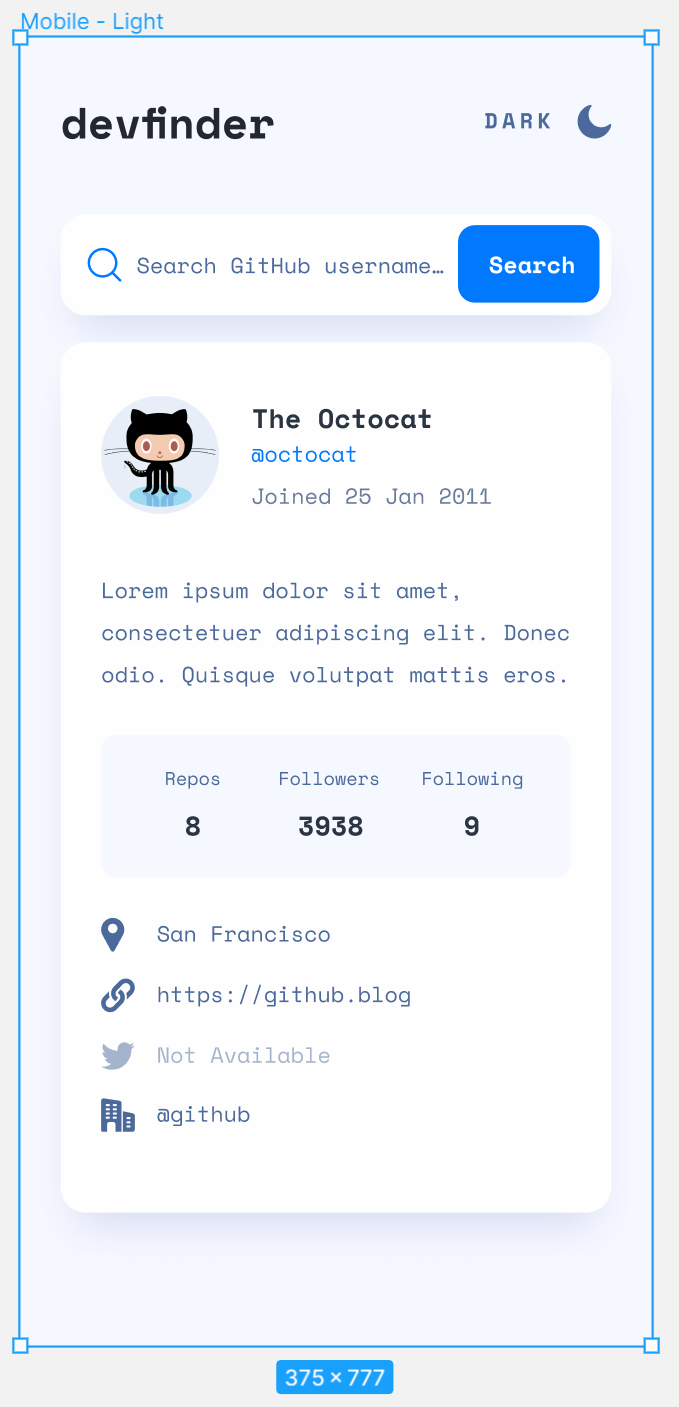 Mobile - Light
devfinder
DARK
Search GitHub username…
Search
The Octocat
@octocat
Joined 25 Jan 2011
Lorem ipsum dolor sit amet,
consectetuer adipiscing elit. Donec
odio. Quisque volutpat mattis eros.
Repos Followers Following
8 3938 9
San Francisco
https://github.blog
Not Available
@github
375 × 777